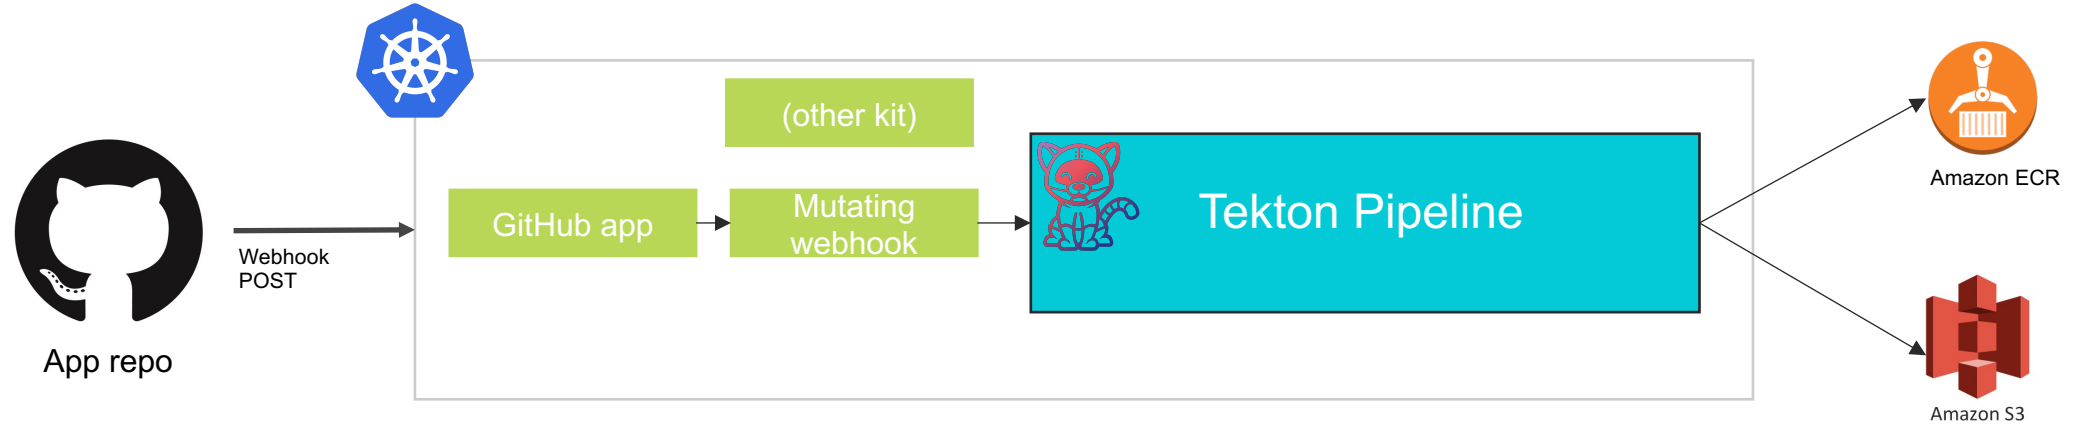 App repo
Webhook
POST
(other kit)
GitHub app
Mutating
webhook
Tekton Pipeline
Amazon ECR
Amazon S3